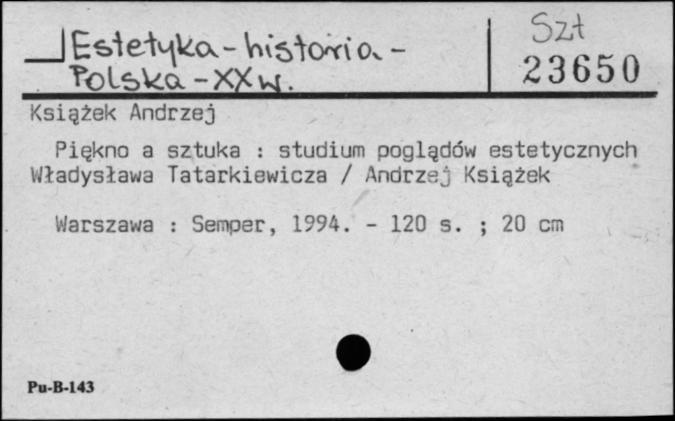 Estetyka - historia -
Polska - XX w.
Szt
23650
Książek Andrzej
Piękno a sztuka : studium poglądów estetycznych
Władysława Tatarkiewicza / Andrzej Książek
Warszawa : Semper, 1994. - 120 s. ; 20 cm
Pu-B-143